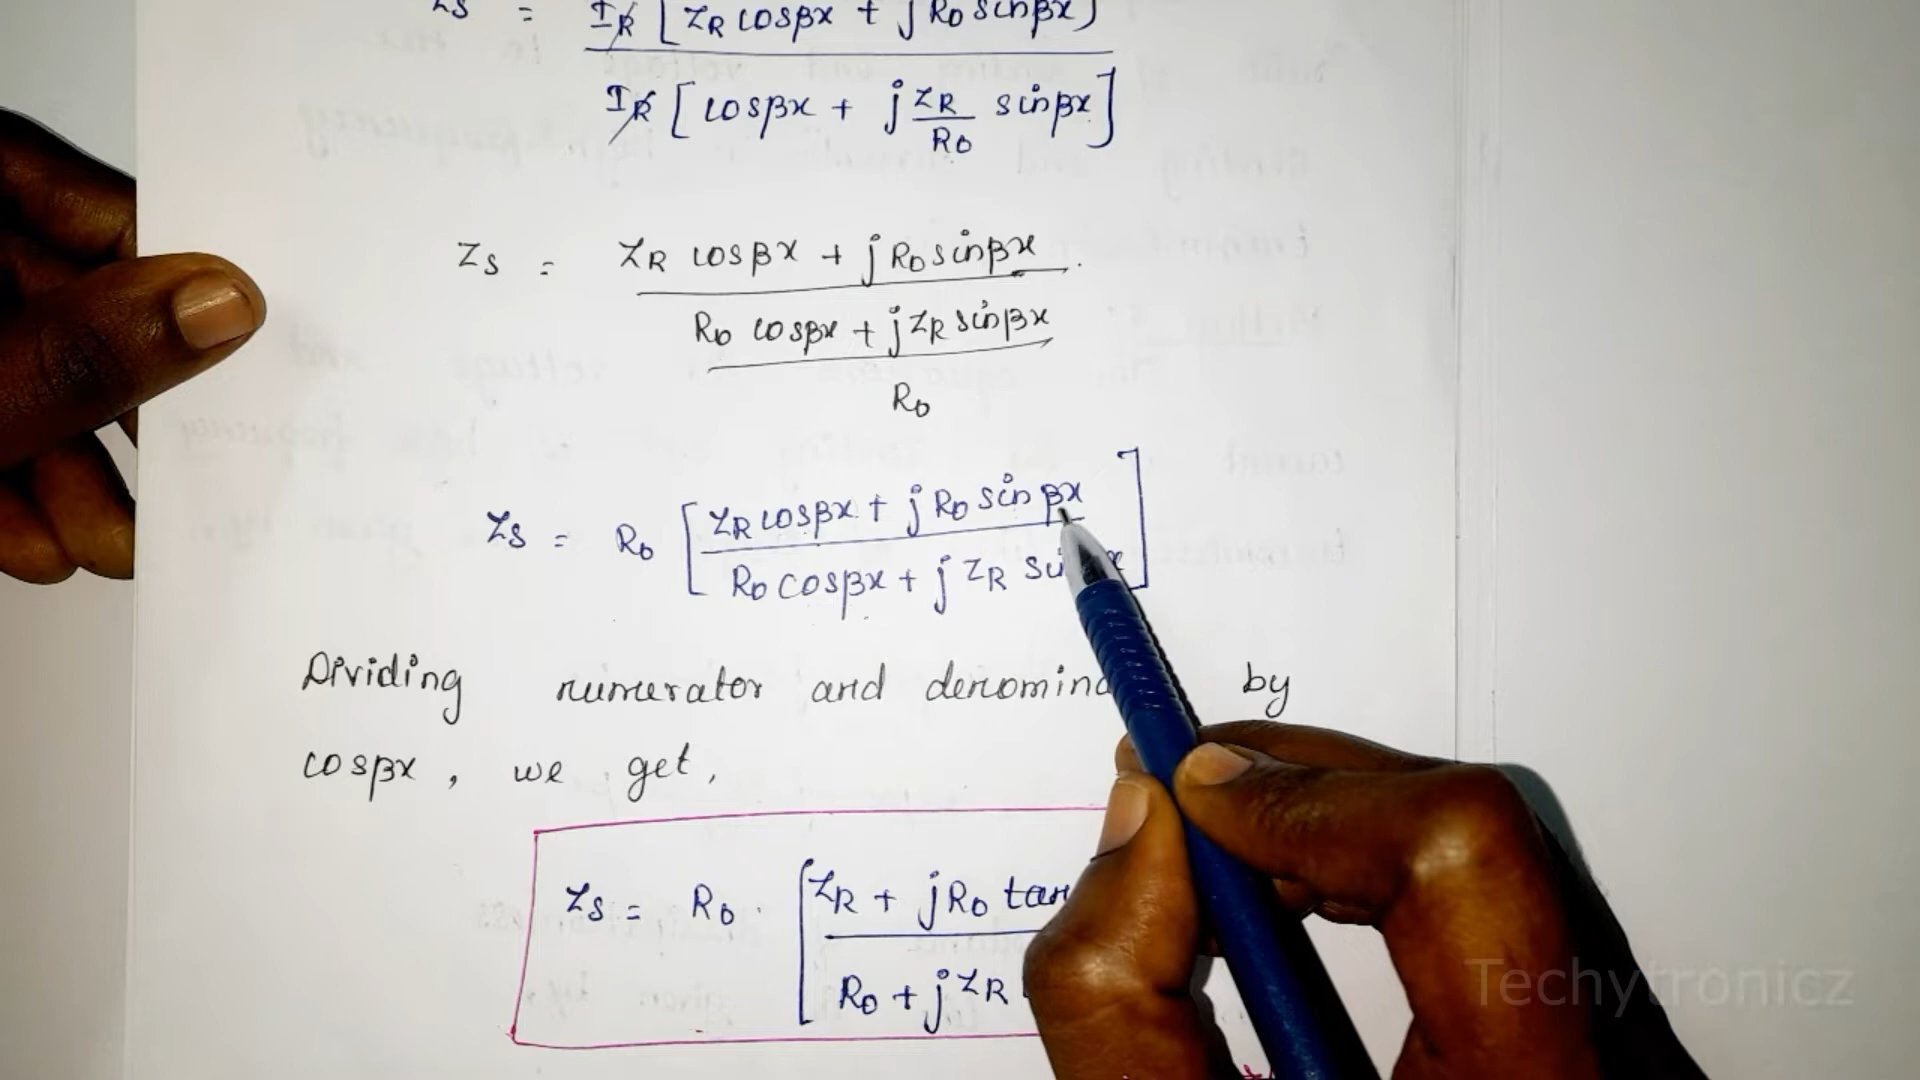 ZS = IR [ZR cosβx + j R0 sinβx]
IR [cosβx + j ZR/R0 sinβx]
ZS = ZR cosβx + j R0 sinβx
R0 cosβx + j ZR sinβx
R0
ZS = R0 [ZR cosβx + j R0 sin βx
R0 cosβx + j ZR]
Dividing numerator and by
cosβx, we get,
ZS = R0 . [ZR + jR0 tan
R0 + j ZR
Techytronicz